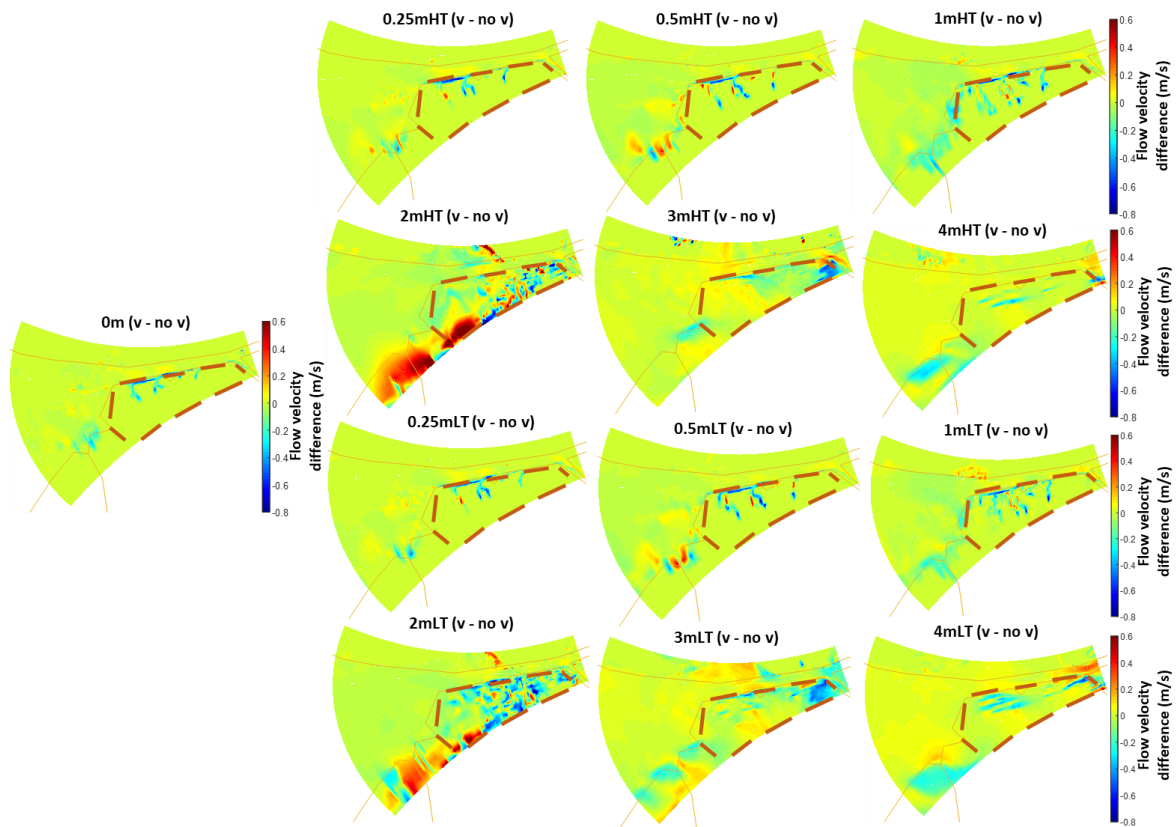 0.25mHT (v - no v)
0.5mHT (v - no v)
1mHT (v - no v)
0.6
0.4
0.2
0
-0.2
-0.4
-0.6
-0.8
Flow velocity
difference (m/s)
2mHT (v - no v)
3mHT (v - no v)
4mHT (v - no v)
0.6
0.4
0.2
0
-0.2
-0.4
-0.6
-0.8
Flow velocity
difference (m/s)
0m (v - no v)
0.6
0.4
0.2
0
-0.2
-0.4
-0.6
-0.8
Flow velocity
difference (m/s)
0.25mLT (v - no v)
0.5mLT (v - no v)
1mLT (v - no v)
0.6
0.4
0.2
0
-0.2
-0.4
-0.6
-0.8
Flow velocity
difference (m/s)
2mLT (v - no v)
3mLT (v - no v)
4mLT (v - no v)
0.6
0.4
0.2
0
-0.2
-0.4
-0.6
-0.8
Flow velocity
difference (m/s)